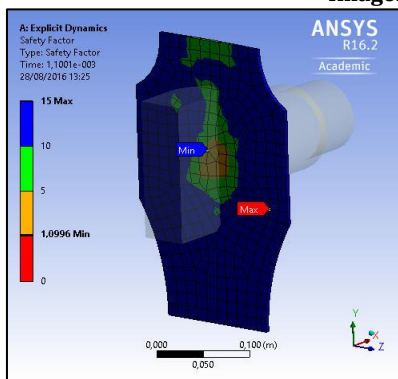 A: Explicit Dynamics
Safety Factor
Type: Safety Factor
Time: 1,1001e-003
28/08/2016 13:25
ANSYS
R16.2
Academic
15 Max
10
5
1,0996 Min
0
Min
Max
0,000
0,100 (m)
0,050
Y
X
Z